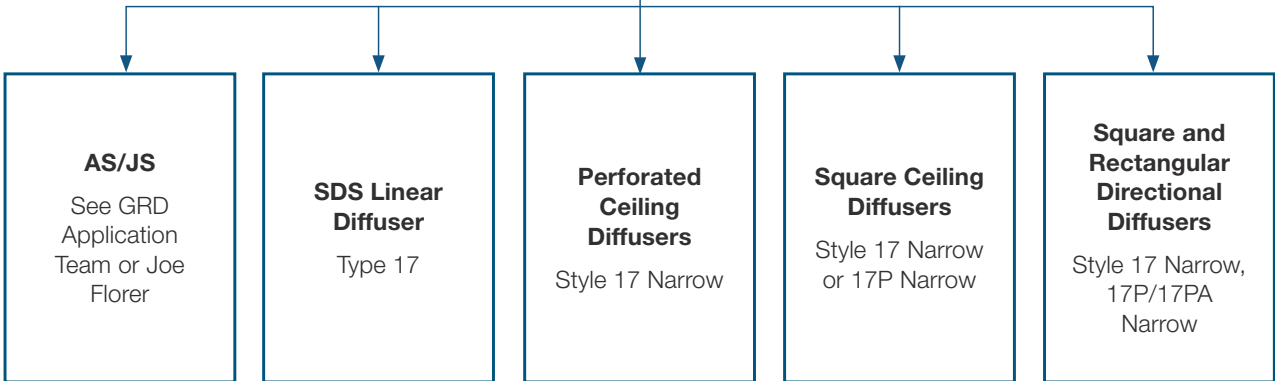 AS/JS
See GRD
Application
Team or Joe
Florer
SDS Linear
Diffuser
Type 17
Perforated
Ceiling
Diffusers
Style 17 Narrow
Square Ceiling
Diffusers
Style 17 Narrow
or 17P Narrow
Square and
Rectangular
Directional
Diffusers
Style 17 Narrow,
17P/17PA
Narrow